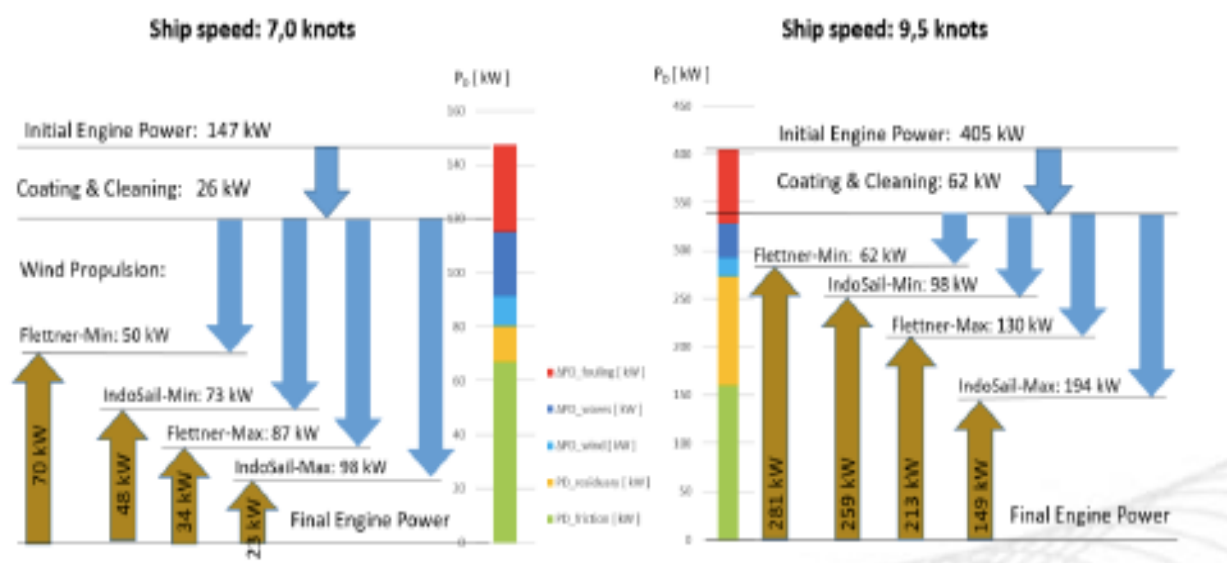 Ship speed: 7,0 knots
P₀ [ kW ]
160
140
120
100
80
60
40
20
0
Initial Engine Power: 147 kW
Coating & Cleaning: 26 kW
Wind Propulsion:
Flettner-Min: 50 kW
IndoSail-Min: 73 kW
Flettner-Max: 87 kW
IndoSail-Max: 98 kW
70 kW
48 kW
34 kW
23 kW
Final Engine Power
ΔPD_fouling [ kW ]
ΔPD_waves [ kW ]
ΔPD_wind [ kW ]
PD_residuary [ kW ]
PD_friction [ kW ]
Ship speed: 9,5 knots
P₀ [ kW ]
450
400
350
300
250
200
150
100
50
0
Initial Engine Power: 405 kW
Coating & Cleaning: 62 kW
Flettner-Min: 62 kW
IndoSail-Min: 98 kW
Flettner-Max: 130 kW
IndoSail-Max: 194 kW
281 kW
259 kW
213 kW
149 kW
Final Engine Power